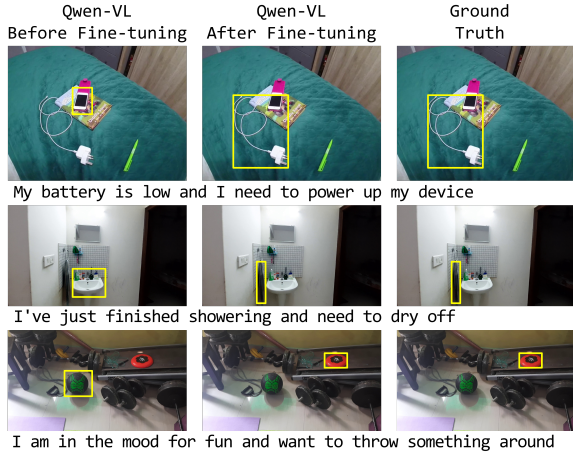 Qwen-VL
Before Fine-tuning
Qwen-VL
After Fine-tuning
Ground
Truth
My battery is low and I need to power up my device
I've just finished showering and need to dry off
I am in the mood for fun and want to throw something around